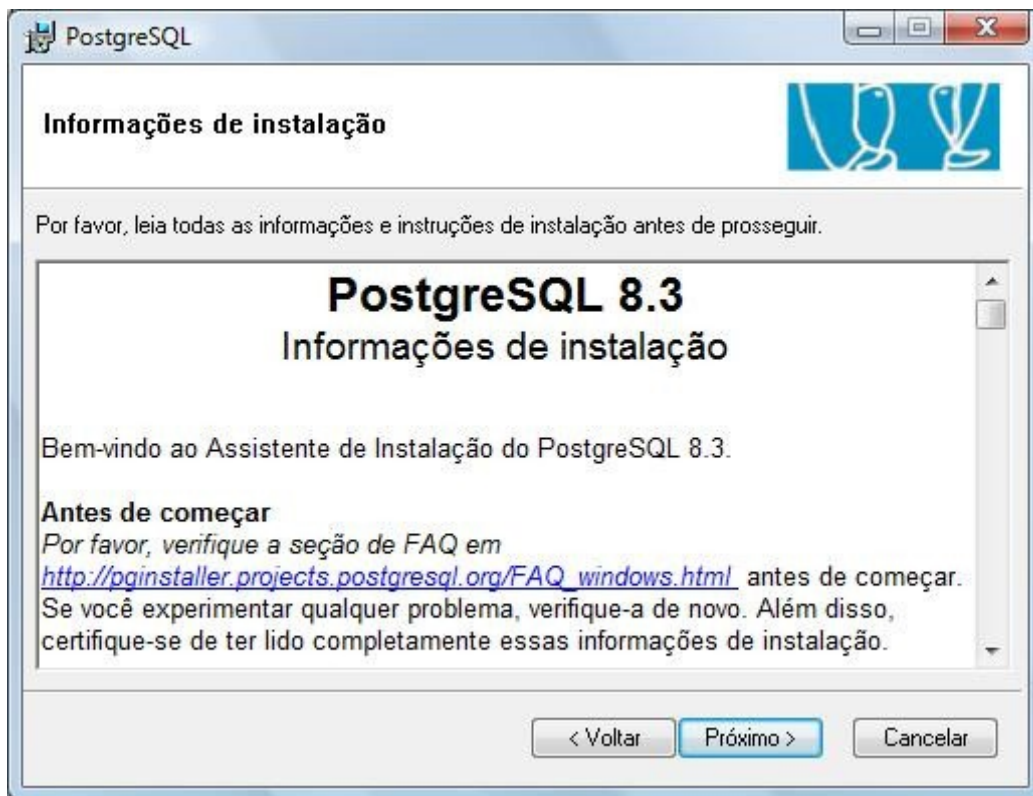 PostgreSQL
Informações de instalação
Por favor, leia todas as informações e instruções de instalação antes de prosseguir.
PostgreSQL 8.3
Informações de instalação
Bem-vindo ao Assistente de Instalação do PostgreSQL 8.3.
Antes de começar
Por favor, verifique a seção de FAQ em
http://pginstaller.projects.postgresql.org/FAQ_windows.html antes de começar.
Se você experimentar qualquer problema, verifique-a de novo. Além disso,
certifique-se de ter lido completamente essas informações de instalação.
< Voltar Próximo > Cancelar